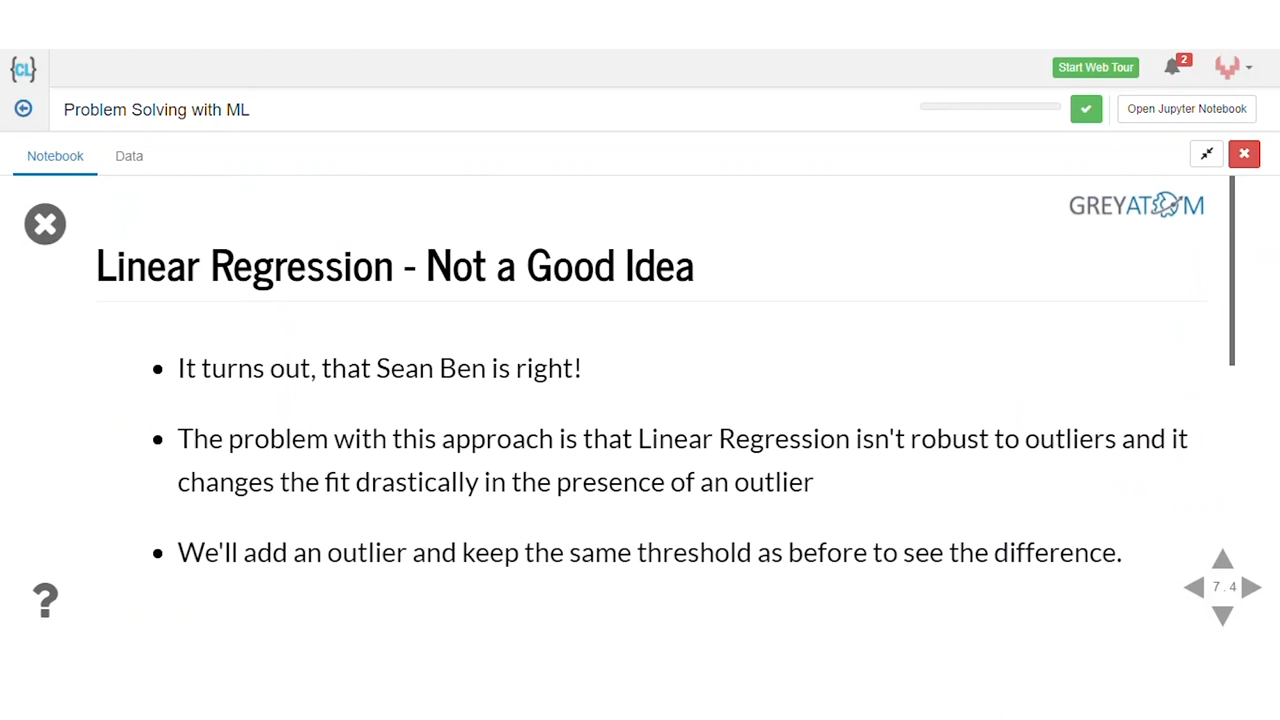 {CL}
Start Web Tour
2
Problem Solving with ML
Open Jupyter Notebook
Notebook
Data
GREYATOM
Linear Regression - Not a Good Idea
• It turns out, that Sean Ben is right!
• The problem with this approach is that Linear Regression isn't robust to outliers and it
changes the fit drastically in the presence of an outlier
• We'll add an outlier and keep the same threshold as before to see the difference.
7.4
?